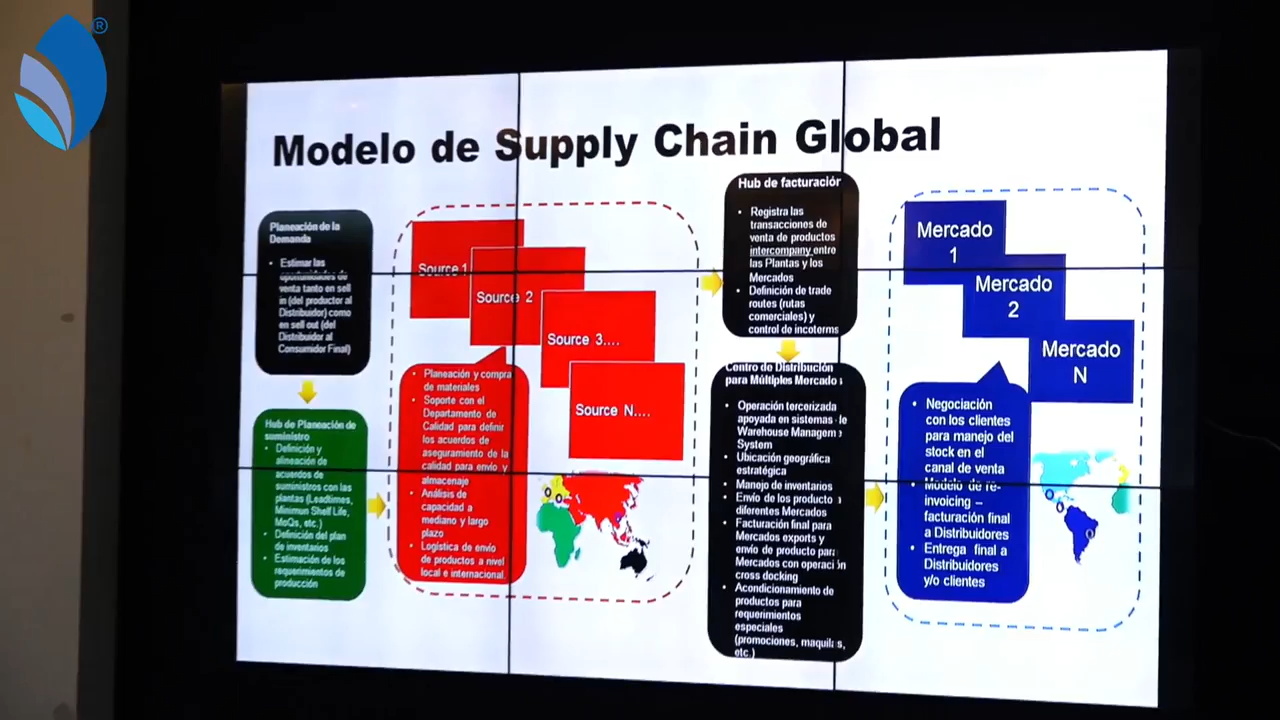 ®
Modelo de Supply Chain Global
Planeación de la
Demanda
• Estimar las
oportunidades de
venta tanto en sell
in (del productor al
Distribuidor) como
en sell out (del
Distribuidor al
Consumidor Final)
Hub de Planeación de
suministro
• Definición y
alineación de
acuerdos de
suministros con las
plantas (Leadtimes,
Minimun Shelf Life,
MoQs, etc.)
• Definición del plan
de inventarios
• Estimación de los
requerimientos de
producción
Source 1
Source 2
Source 3....
Source N....
• Planeación y compra
de materiales
• Soporte con el
Departamento de
Calidad para definir
los acuerdos de
aseguramiento de la
calidad para envío y
almacenaje
• Análisis de
capacidad a
mediano y largo
plazo
• Logística de envío
de productos a nivel
local e internacional.
Hub de facturación
• Registra las
transacciones de
venta de productos
intercompany entre
las Plantas y los
Mercados
• Definición de trade
routes (rutas
comerciales) y
control de incoterms
Centro de Distribución
para Múltiples Mercado
• Operación tercerizada
apoyada en sistemas de
Warehouse Managem
System
• Ubicación geográfica
estratégica
• Manejo de inventarios
• Envío de los producto
diferentes Mercados
• Facturación final para
Mercados exports y
envío de producto para
Mercados con operación
cross docking
• Acondicionamiento de
productos para
requerimientos
especiales
(promociones, maquilas,
etc.)
Mercado
1
Mercado
2
Mercado
N
• Negociación
con los clientes
para manejo del
stock en el
canal de venta
• Modelo de re-
invoicing –
facturación final
a Distribuidores
• Entrega final a
Distribuidores
y/o clientes